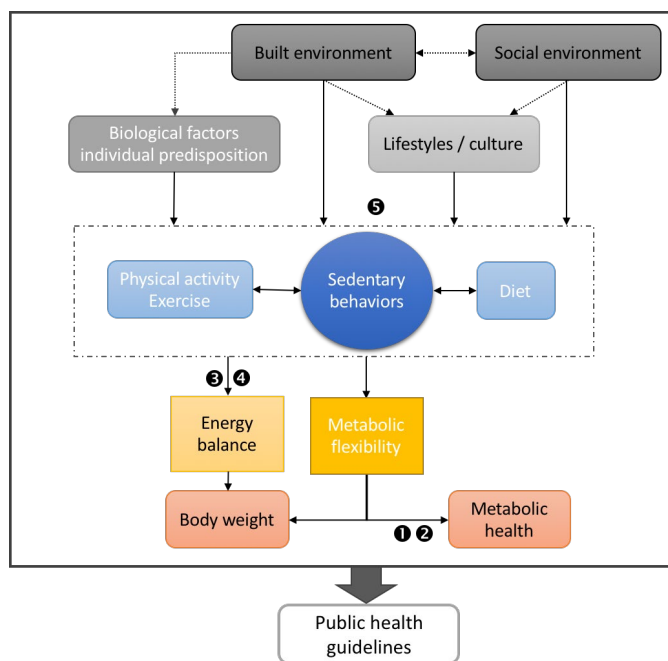 Built environment
Social environment
Biological factors
individual predisposition
Lifestyles / culture
❺
Physical activity
Exercise
Sedentary
behaviors
Diet
❸ ❹
Energy
balance
Metabolic
flexibility
Body weight
❶ ❷
Metabolic
health
Public health
guidelines